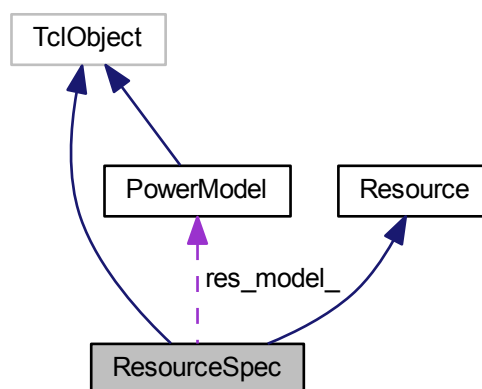 TclObject
PowerModel
Resource
res_model_
ResourceSpec